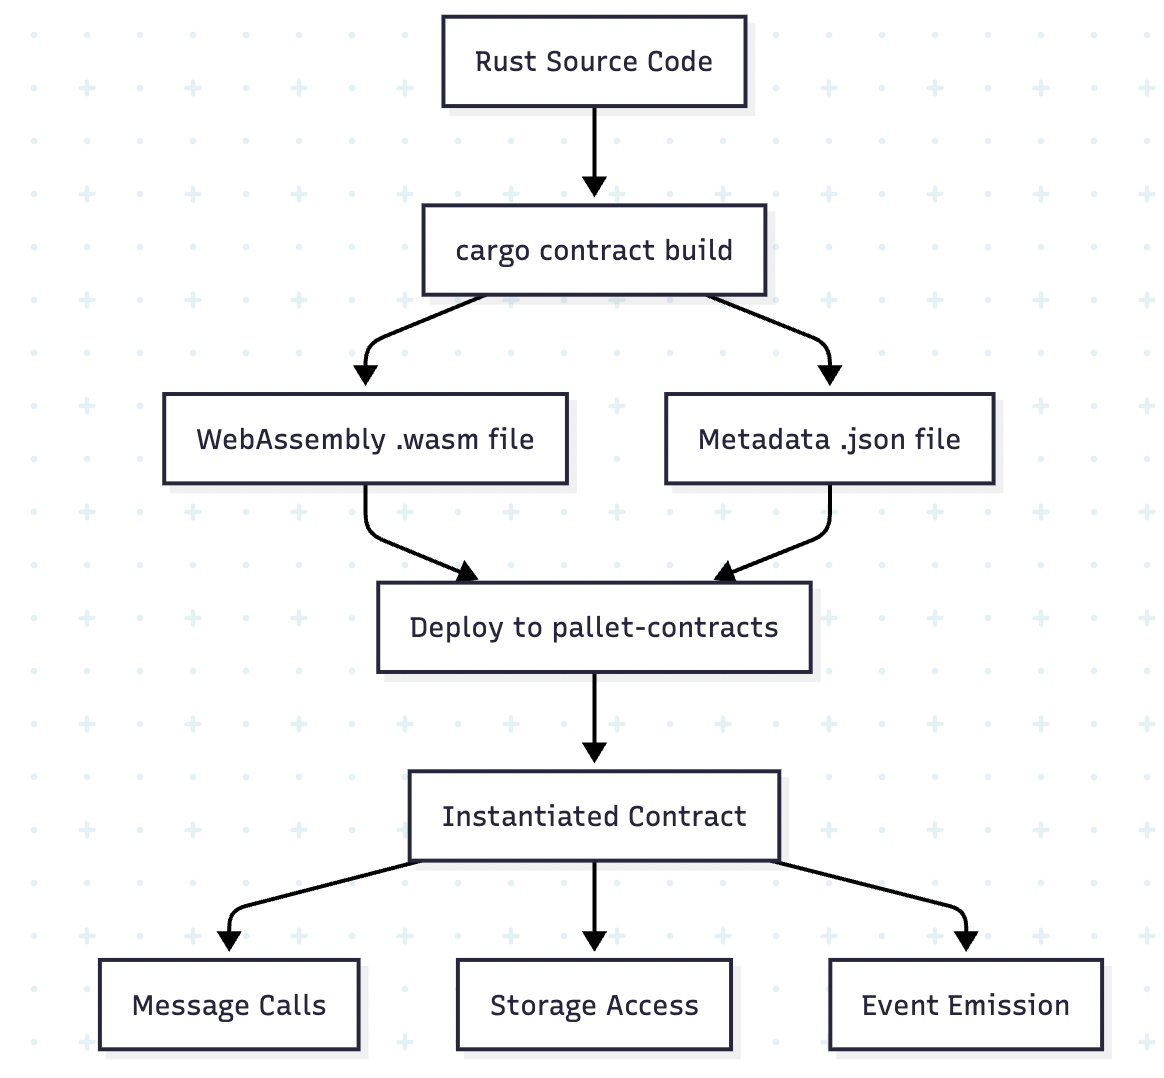 Rust Source Code
cargo contract build
WebAssembly .wasm file
Metadata .json file
Deploy to pallet-contracts
Instantiated Contract
Message Calls
Storage Access
Event Emission